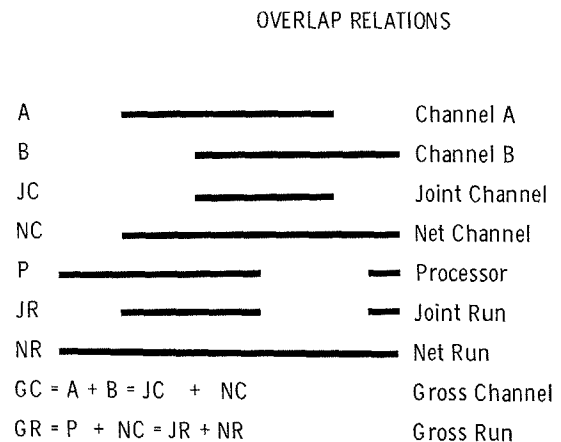 OVERLAP RELATIONS
A Channel A
B Channel B
JC Joint Channel
NC Net Channel
P Processor
JR Joint Run
NR Net Run
GC = A + B = JC + NC Gross Channel
GR = P + NC = JR + NR Gross Run